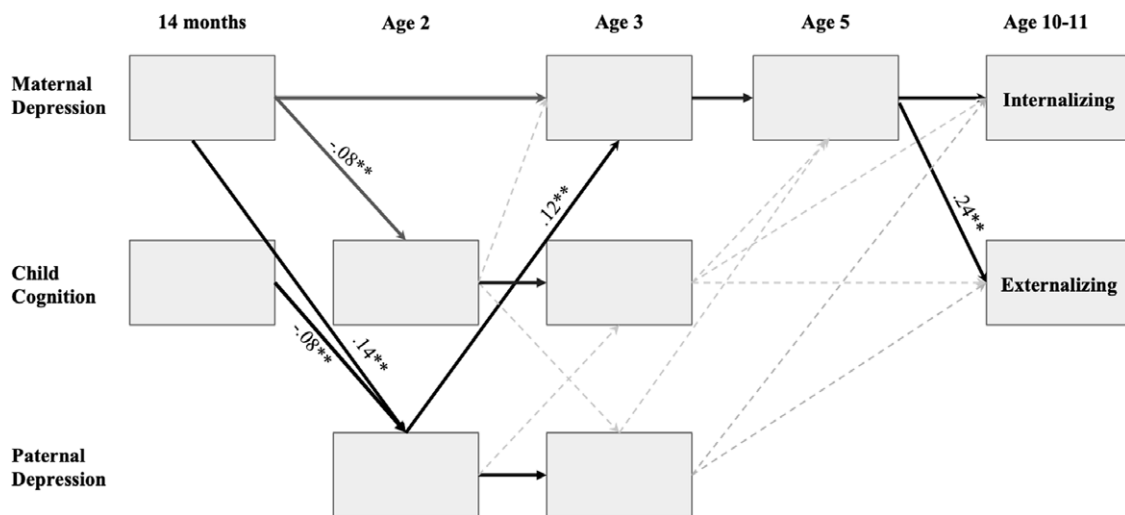 14 months
Age 2
Age 3
Age 5
Age 10-11
Maternal
Depression
Internalizing
-.08**
.12**
.24**
Child
Cognition
Externalizing
-.08**
.14**
Paternal
Depression